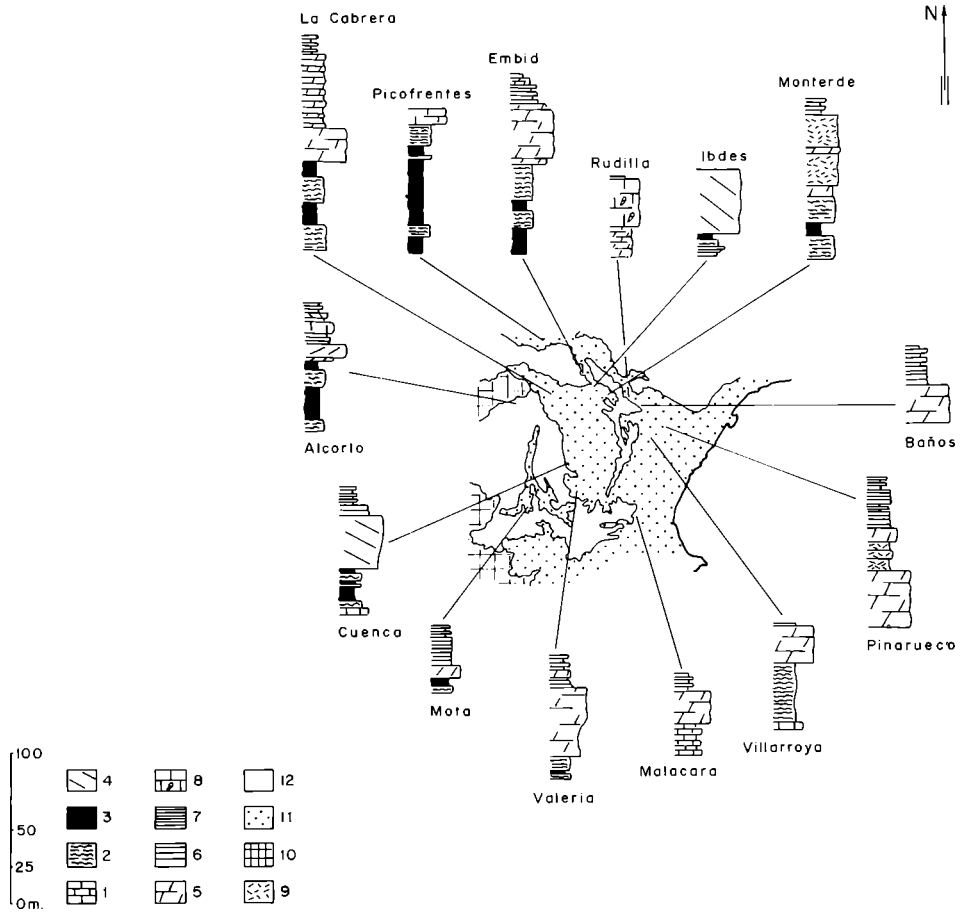 La Cabrera
N
Embid
Picofrentes
Monterde
Rudilla
Ibdes
Alcorlo
Baños
Cuenca
Pinarueco
Mota
Villarroya
Malacara
Valeria
100
50
25
0m.
4 8 12
3 7 11
2 6 10
1 5 9